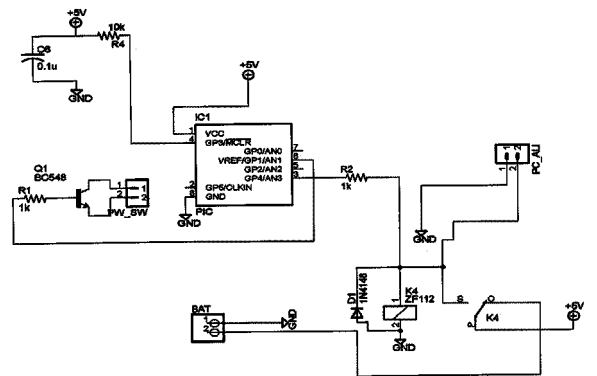 +5V
10k
R4
C6
0.1u
GND
+5V
IC1
1
VCC
4
GP3/MCLR
GP0/AN0
7
VREF/GP1/AN1
6
GP2/AN2
5
GP4/AN3
3
2
GP5/CLKIN
8
GND
GND
PIC
Q1
BC548
R1
1k
1
2
PW_SW
R2
1k
1
2
1
2
PC_ALI
GND
D1
1N4148
K4
ZF112
1
2
GND
BAT
1
2
GND
S
O
P
K4
+5V